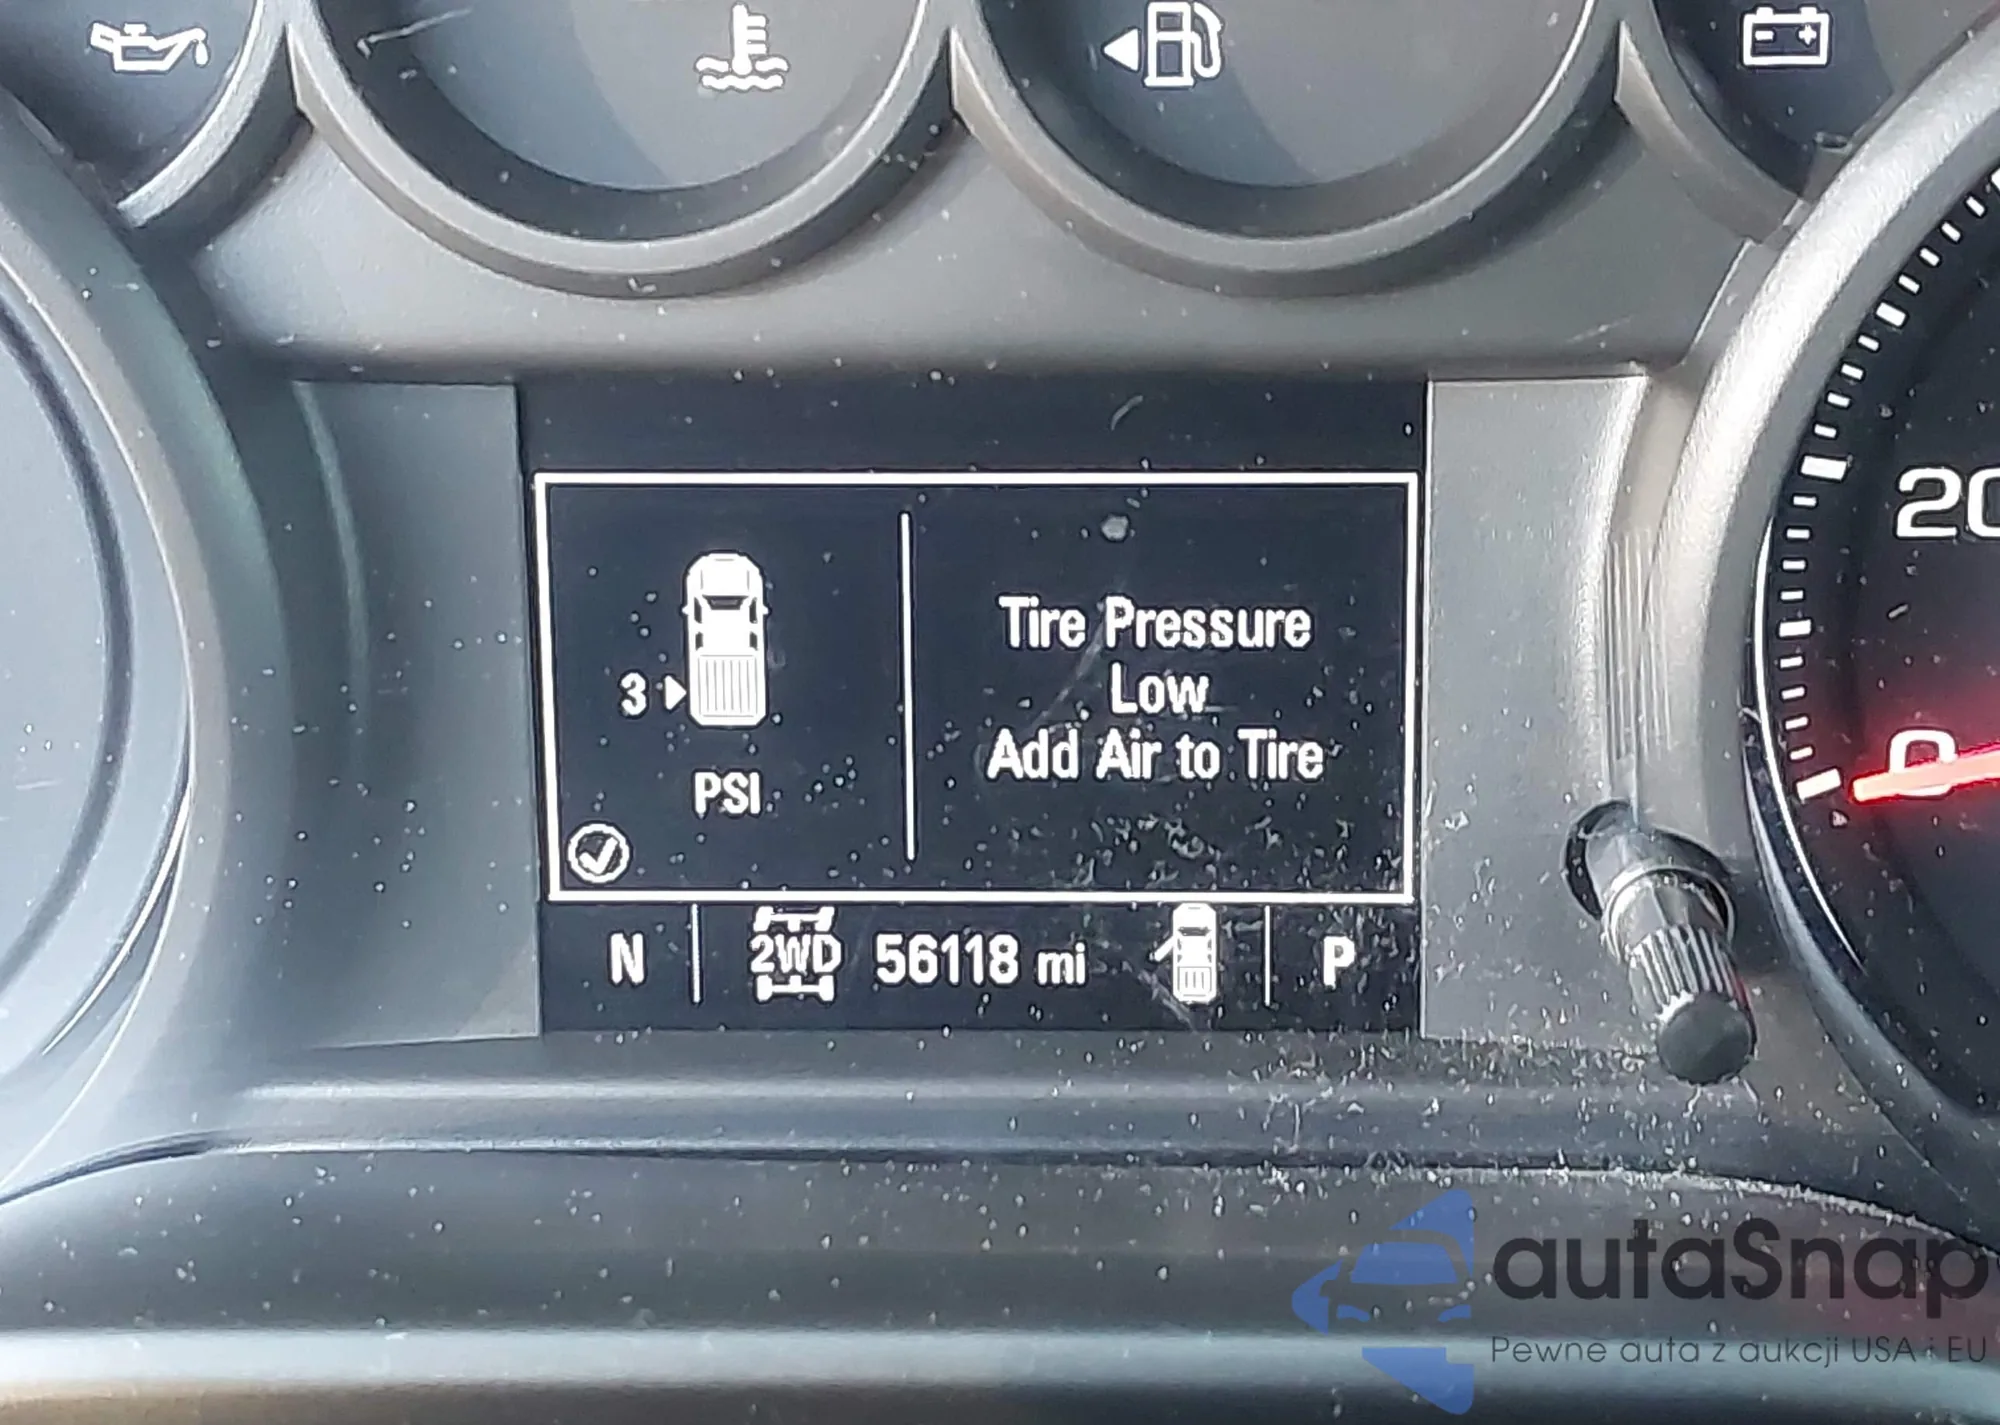 20
Tire Pressure
Low
3
Add Air to Tire
PSI
0
N
2WD
56118 mi
P
autaSnap
Pewne auta z aukcji USA i EU